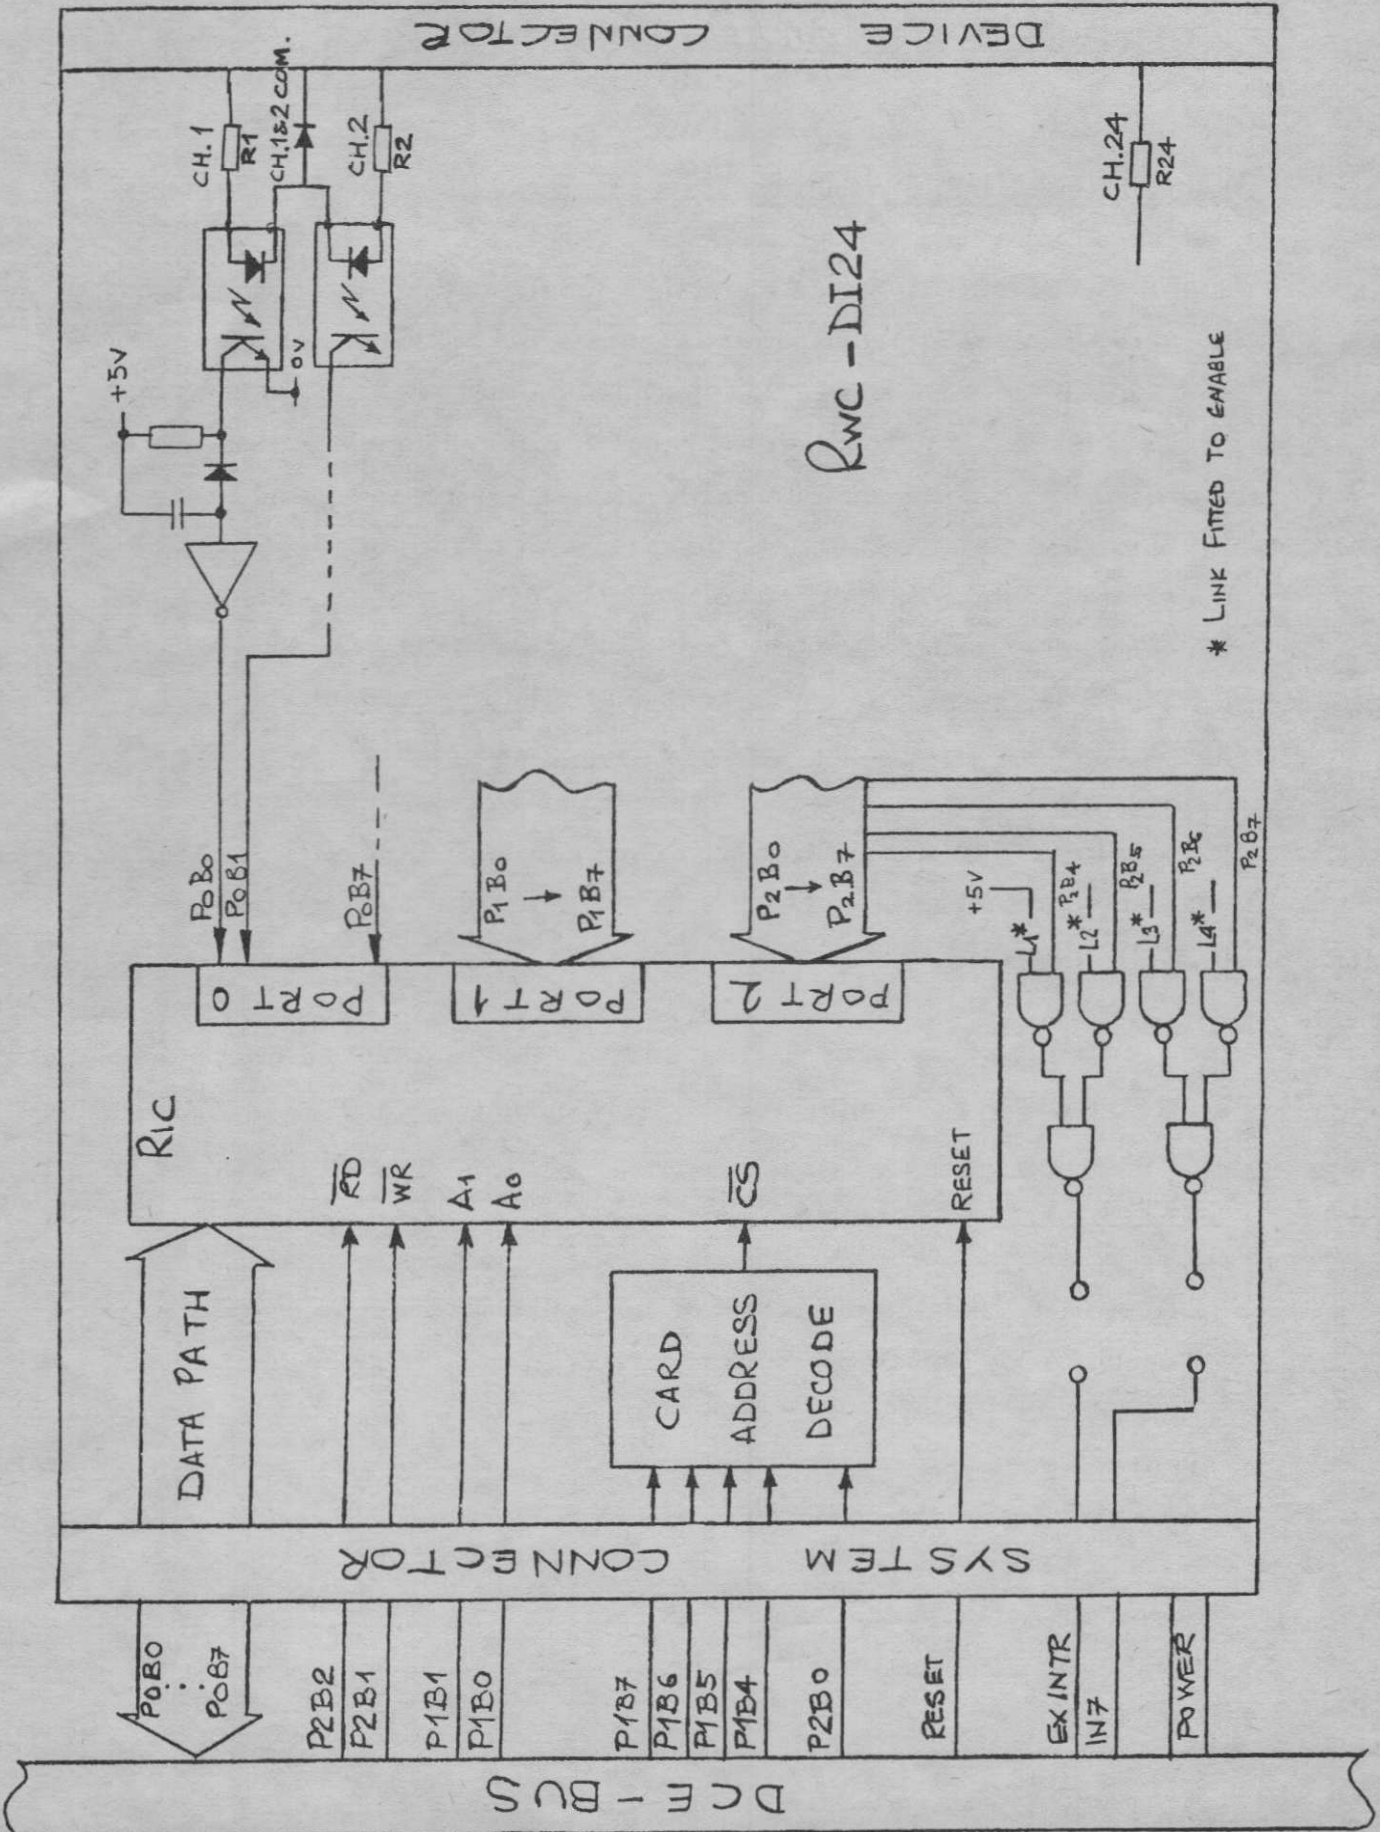 DEVICE CONNECTOR
CH.1
R1
CH.1&2 COM.
CH.2
R2
CH.24
R24
+5V
0V
RWC-DI24
* LINK FITTED TO ENABLE
P0B0
P0B1
P0B7
P1B0
P1B7
P2B0
P2B7
+5V
L1*
P2B4
L2*
P2B5
L3*
P2B6
L4*
P2B7
PORT 0
PORT 1
PORT 2
RIC
RD
WR
A1
A0
CS
RESET
DATA PATH
CARD
ADDRESS
DECODE
SYSTEM CONNECTOR
P0B0
P0B7
P2B2
P2B1
P1B1
P1B0
P1B7
P1B6
P1B5
P1B4
P2B0
RESET
EXINTR
IN7
POWER
DCE-BUS